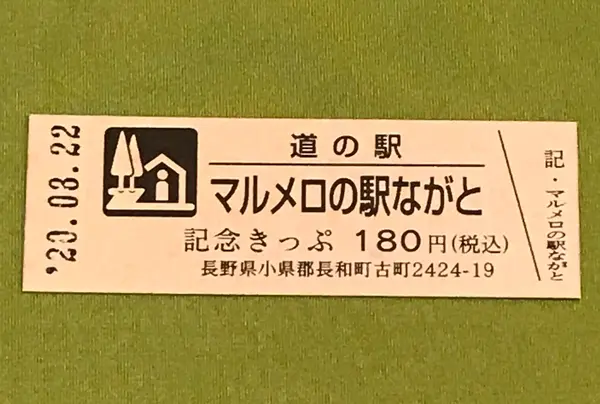 '20.08.22
道の駅
マルメロの駅ながと
記念きっぷ 180円(税込)
長野県小県郡長和町古町2424-19
記・マルメロの駅ながと